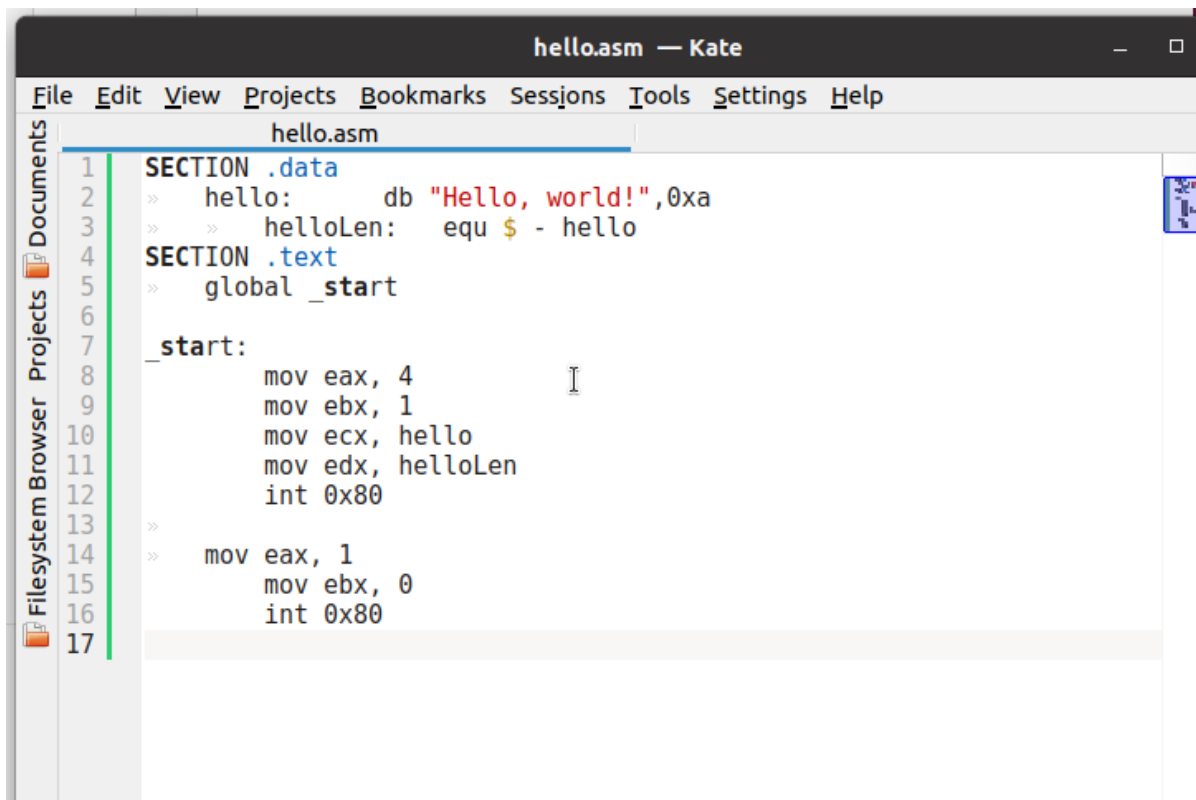 hello.asm — Kate
File Edit View Projects Bookmarks Sessions Tools Settings Help
Documents
Projects
Filesystem Browser
hello.asm
1 SECTION .data
2 » hello: db "Hello, world!",0xa
3 » » helloLen: equ $ - hello
4 SECTION .text
5 » global _start
6
7 _start:
8 mov eax, 4
9 mov ebx, 1
10 mov ecx, hello
11 mov edx, helloLen
12 int 0x80
13 »
14 » mov eax, 1
15 mov ebx, 0
16 int 0x80
17